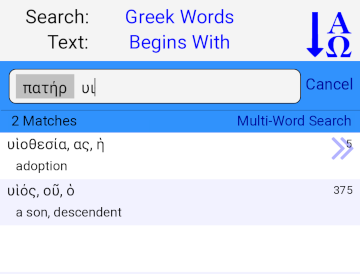 Search: Greek Words
Text: Begins With
Α
Ω
πατήρ υι
Cancel
2 Matches Multi-Word Search
υἱοθεσία, ας, ἡ 5
adoption
υἱός, οῦ, ὁ 375
a son, descendent